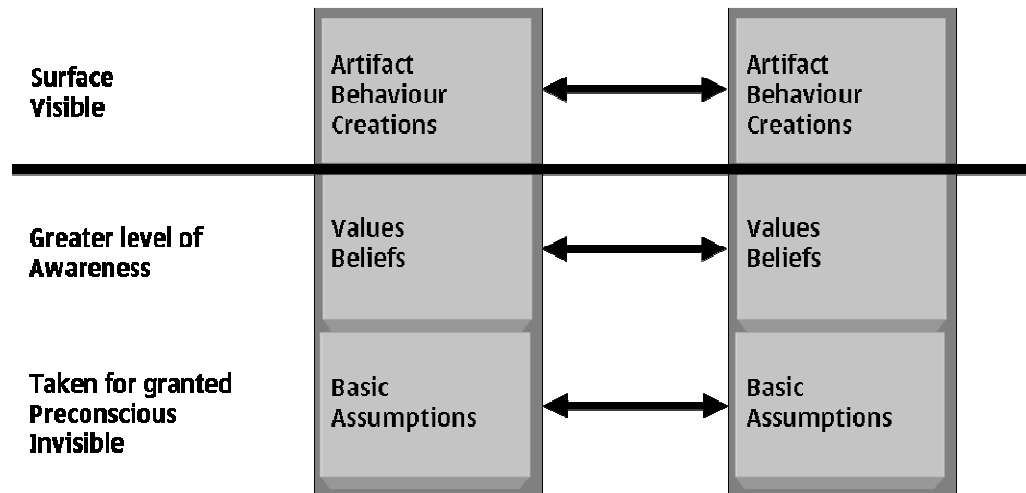 Surface
Visible
Artifact
Behaviour
Creations
Artifact
Behaviour
Creations
Greater level of
Awareness
Values
Beliefs
Values
Beliefs
Taken for granted
Preconscious
Invisible
Basic
Assumptions
Basic
Assumptions